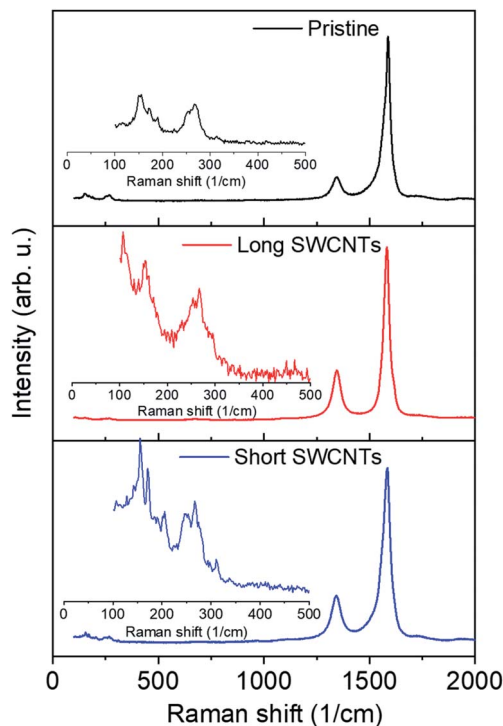 Pristine
0 100 200 300 400 500
Raman shift (1/cm)
Long SWCNTs
0 100 200 300 400 500
Raman shift (1/cm)
Short SWCNTs
0 100 200 300 400 500
Raman shift (1/cm)
Intensity (arb. u.)
0 500 1000 1500 2000
Raman shift (1/cm)